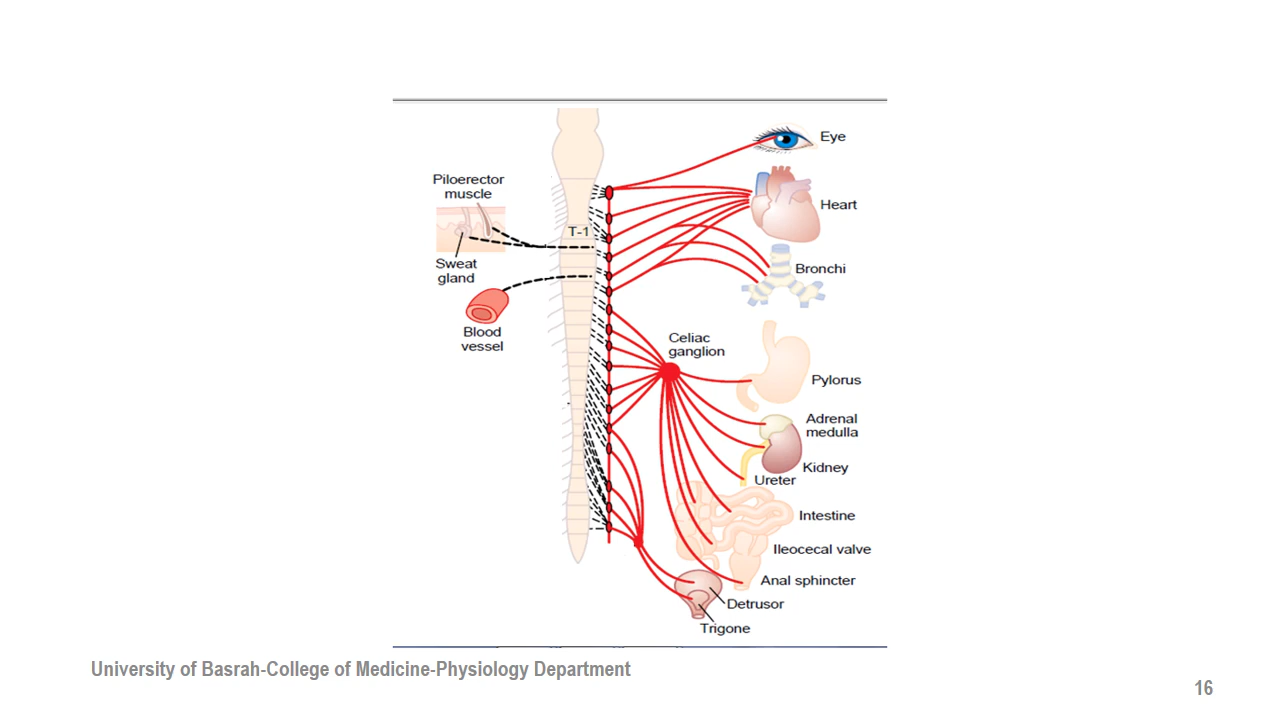 Eye
Piloerector
muscle
Heart
T-1
Sweat
gland
Bronchi
Blood
vessel
Celiac
ganglion
Pylorus
Adrenal
medulla
Kidney
Ureter
Intestine
Ileocecal valve
Anal sphincter
Detrusor
Trigone
University of Basrah-College of Medicine-Physiology Department
16